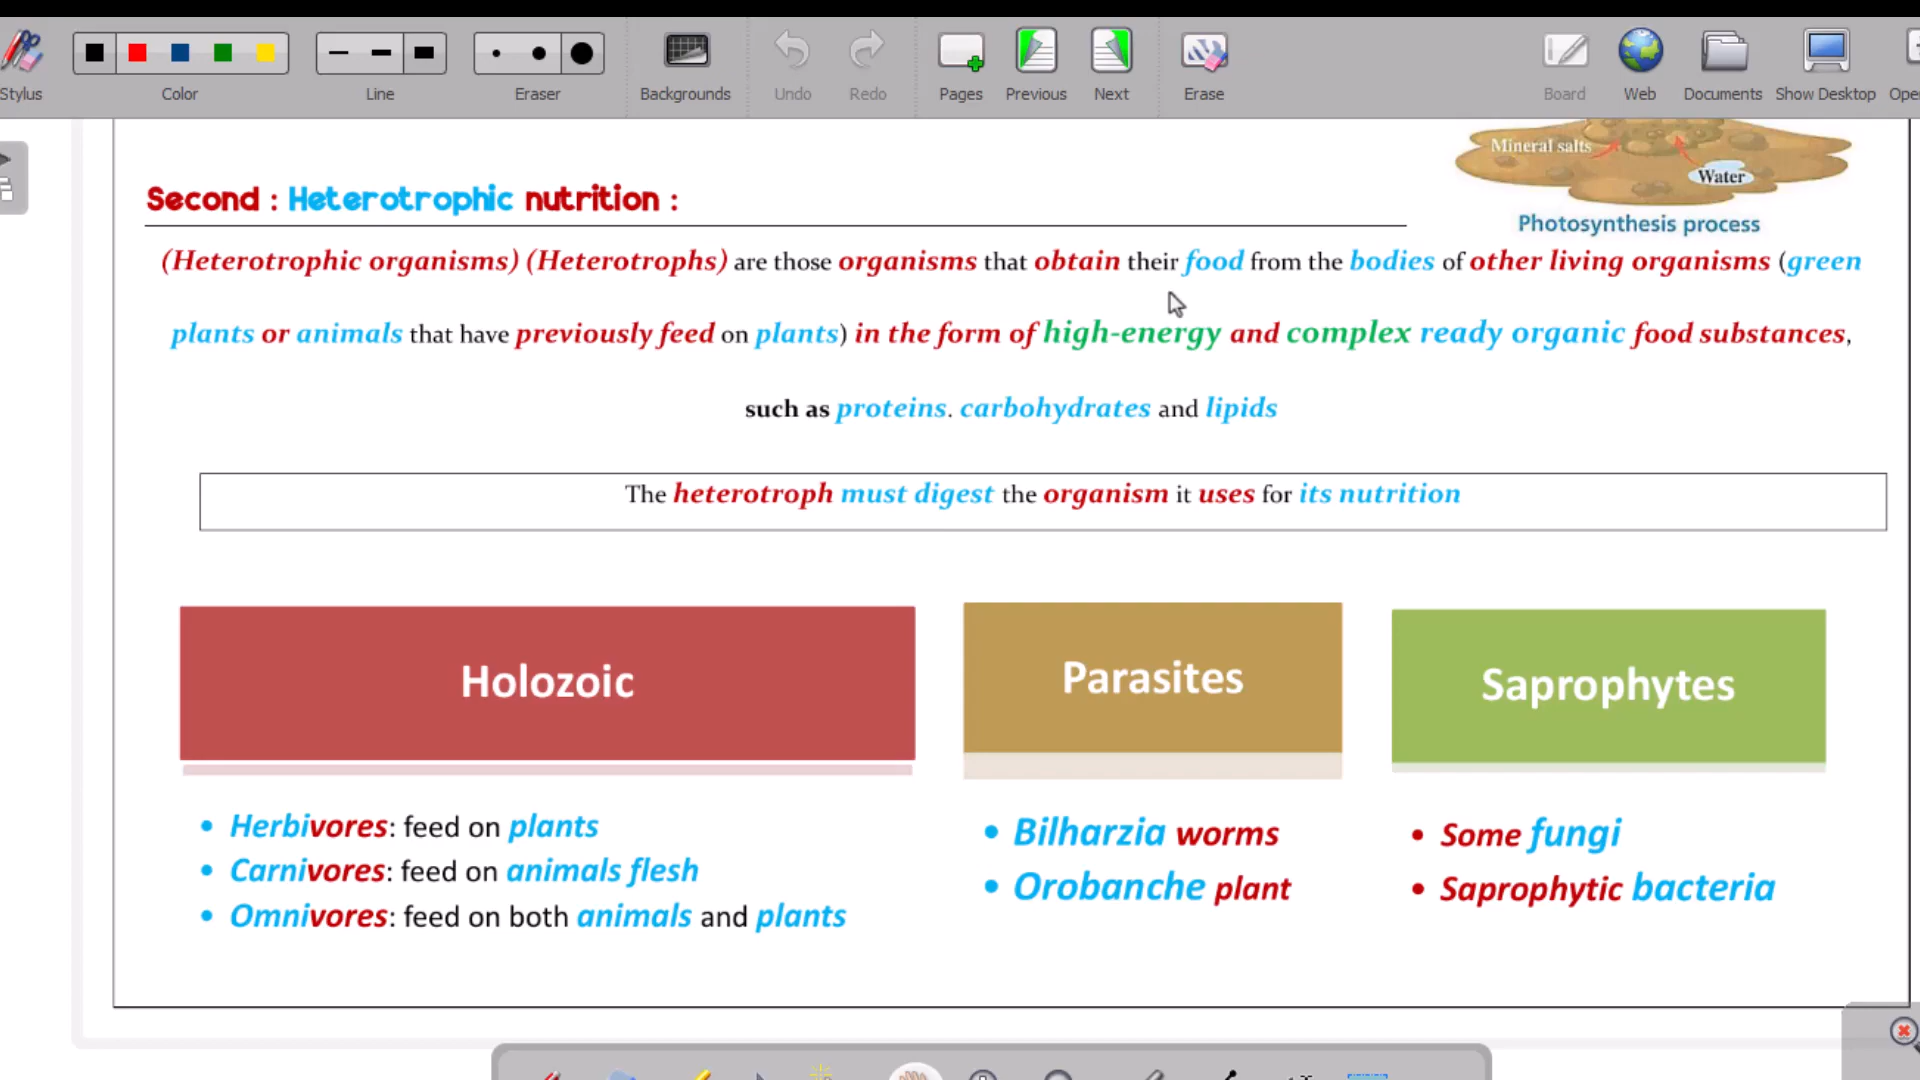 Stylus Color Line Eraser Backgrounds Undo Redo Pages Previous Next Erase Board Web Documents Show Desktop
Mineral salts
Water
Photosynthesis process
Second : Heterotrophic nutrition :
(Heterotrophic organisms) (Heterotrophs) are those organisms that obtain their food from the bodies of other living organisms (green
plants or animals that have previously feed on plants) in the form of high-energy and complex ready organic food substances,
such as proteins. carbohydrates and lipids
The heterotroph must digest the organism it uses for its nutrition
Holozoic
• Herbivores: feed on plants
• Carnivores: feed on animals flesh
• Omnivores: feed on both animals and plants
Parasites
• Bilharzia worms
• Orobanche plant
Saprophytes
• Some fungi
• Saprophytic bacteria